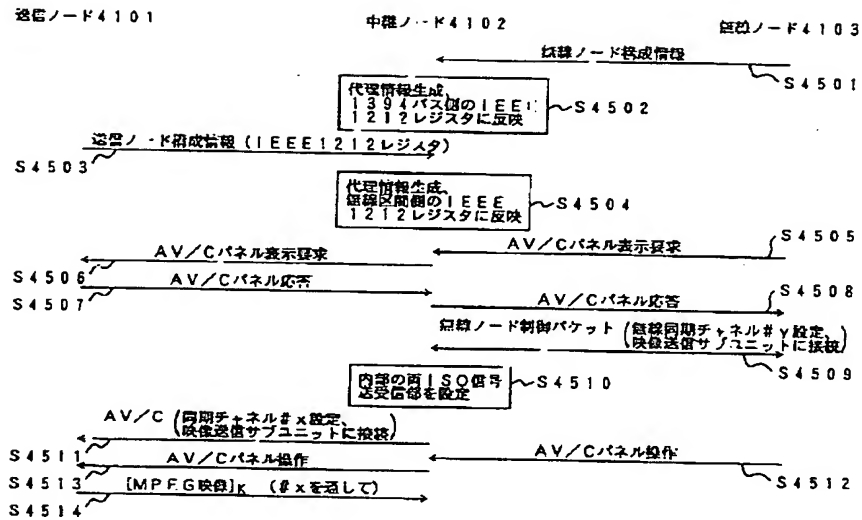 送信ノード4101
中継ノード4102
無線ノード4103
無線ノード構成情報
S4501
代理情報生成、
1394バス側のIEEE
1212レジスタに反映
S4502
送信ノード構成情報(IEEE1212レジスタ)
S4503
代理情報生成、
無線区間側のIEEE
1212レジスタに反映
S4504
S4505
AV/Cパネル表示要求
AV/Cパネル表示要求
S4506
AV/Cパネル応答
S4507
S4508
AV/Cパネル応答
無線ノード制御パケット(無線同期チャネル#y設定、
映像送信サブユニットに接続)
S4509
内部の両ISO信号
送受信部を設定
S4510
AV/C(同期チャネル#x設定、
映像送信サブユニットに接続)
S4511
AV/Cパネル操作
AV/Cパネル操作
S4512
S4513
[MPEG映像]K (#xを通して)
S4514